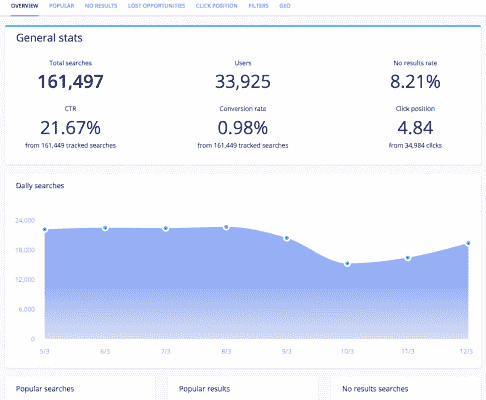 OVERVIEW POPULAR NO RESULTS LOST OPPORTUNITIES CLICK POSITION FILTERS GEO
General stats
Total searches Users No results rate
161,497 33,925 8.21%
CTR Conversion rate Click position
21.67% 0.98% 4.84
from 161,449 tracked searches from 161,449 tracked searches from 34,984 clicks
Daily searches
24,000
18,000
12,000
6,000
0
5/3 6/3 7/3 8/3 9/3 10/3 11/3 12/3
Popular searches Popular results No results searches